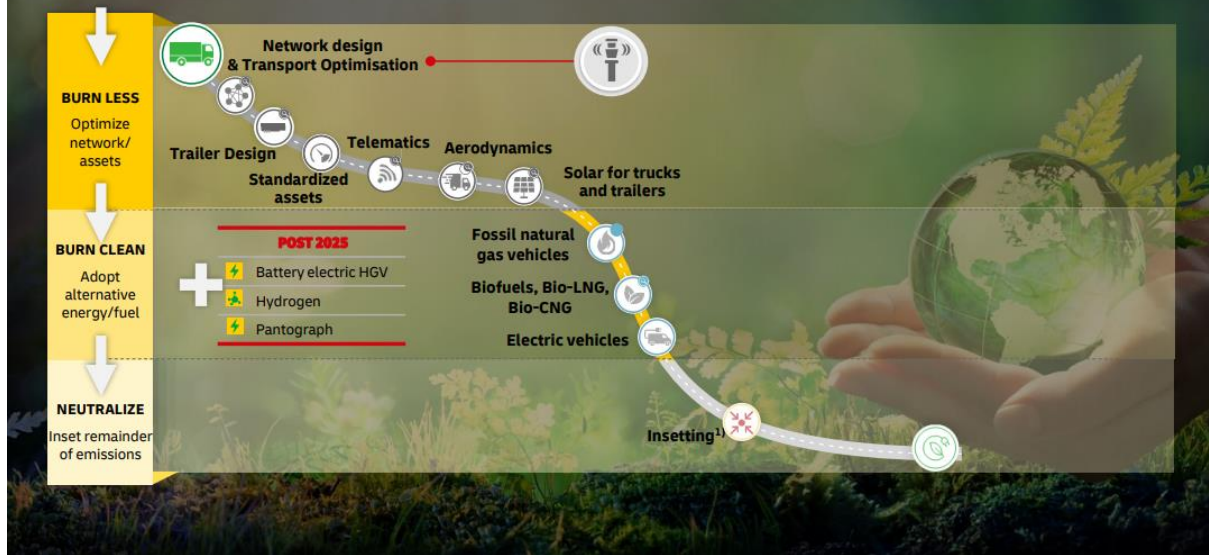 BURN LESS
Optimize
network/
assets
Network design
& Transport Optimisation
Trailer Design
Standardized
assets
Telematics
Aerodynamics
Solar for trucks
and trailers
BURN CLEAN
Adopt
alternative
energy/fuel
POST 2025
Battery electric HGV
Hydrogen
Pantograph
Fossil natural
gas vehicles
Biofuels, Bio-LNG,
Bio-CNG
Electric vehicles
NEUTRALIZE
Inset remainder
of emissions
Insetting¹⁾